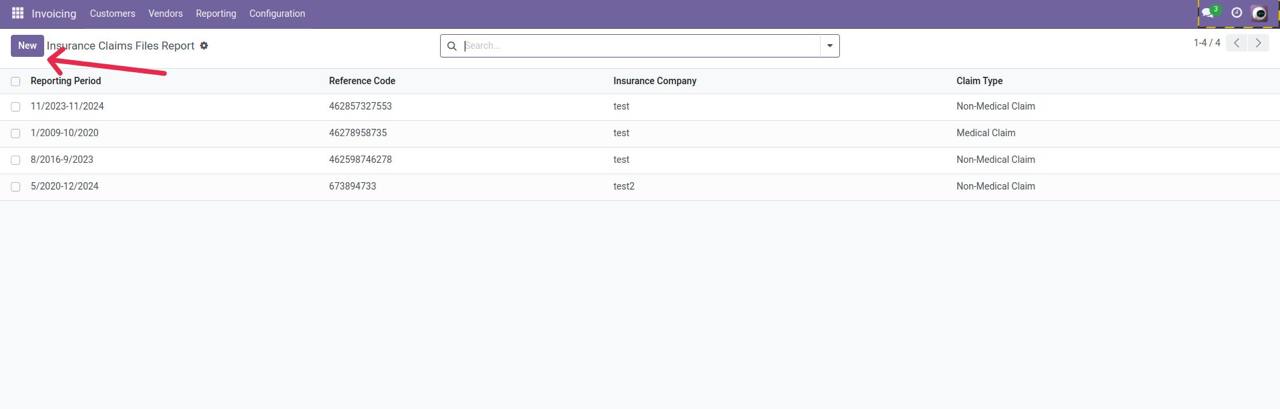 Invoicing Customers Vendors Reporting Configuration 3
New Insurance Claims Files Report Search... 1-4 / 4
Reporting Period Reference Code Insurance Company Claim Type
11/2023-11/2024 462857327553 test Non-Medical Claim
1/2009-10/2020 46278958735 test Medical Claim
8/2016-9/2023 462598746278 test Non-Medical Claim
5/2020-12/2024 673894733 test2 Non-Medical Claim